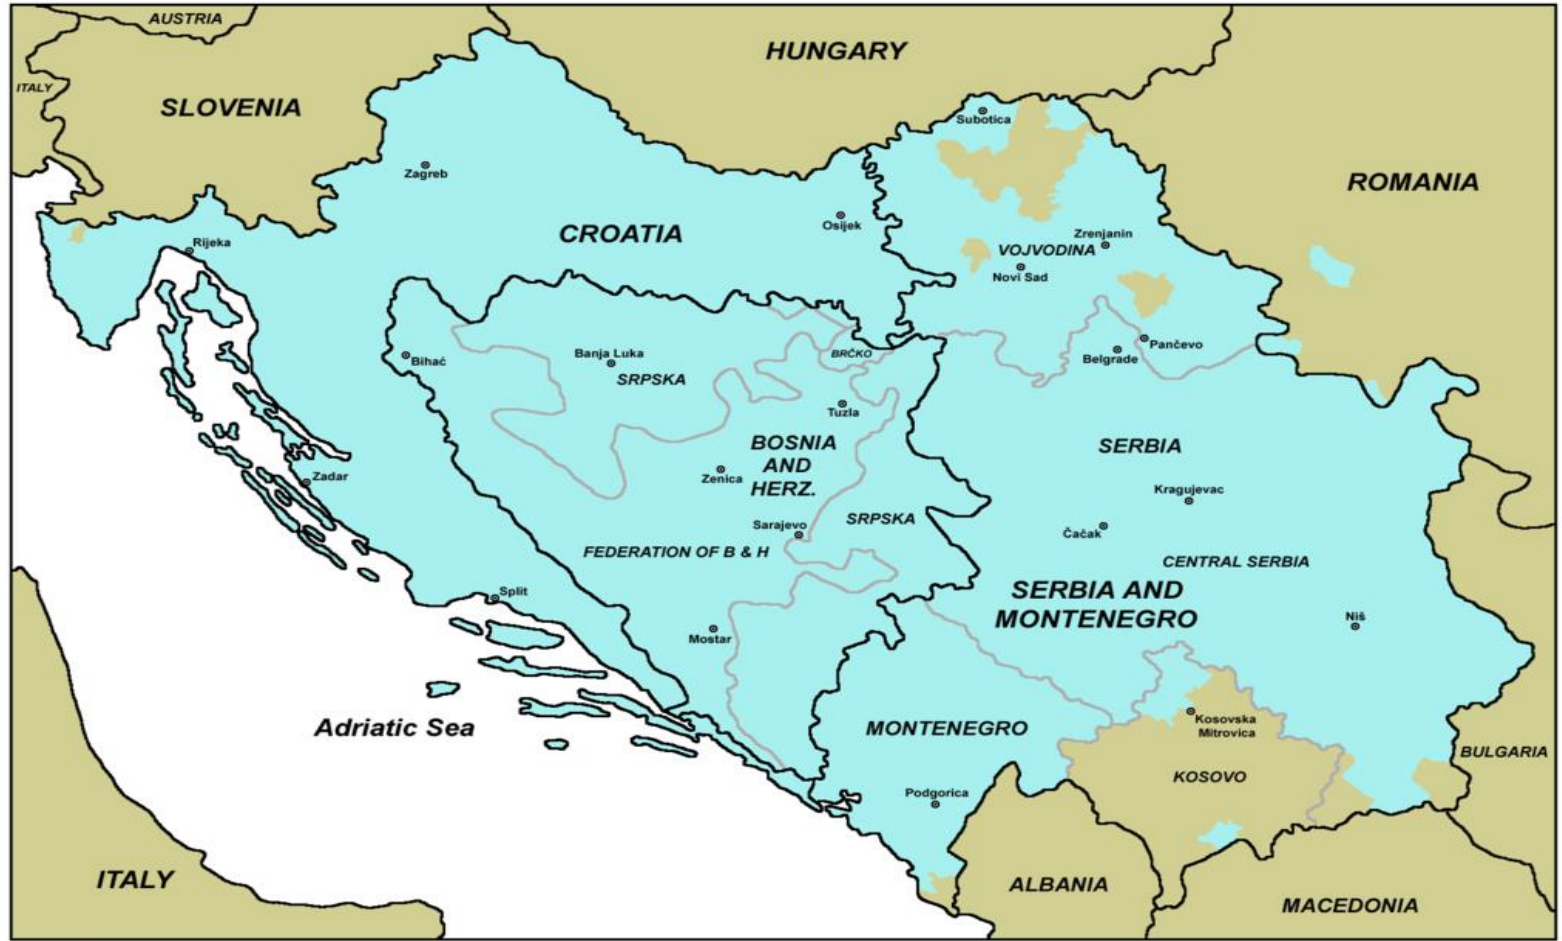 AUSTRIA
HUNGARY
ITALY
SLOVENIA
Subotica
Zagreb
ROMANIA
Osijek
CROATIA
Zrenjanin
Rijeka
VOJVODINA
Novi Sad
Pančevo
Belgrade
Banja Luka
BRČKO
Bihać
SRPSKA
Tuzla
BOSNIA
AND
HERZ.
SERBIA
Zenica
Zadar
Kragujevac
SRPSKA
Sarajevo
Čačak
FEDERATION OF B & H
CENTRAL SERBIA
SERBIA AND
MONTENEGRO
Split
Niš
Mostar
Adriatic Sea
MONTENEGRO
Kosovska
Mitrovica
BULGARIA
KOSOVO
Podgorica
ITALY
ALBANIA
MACEDONIA